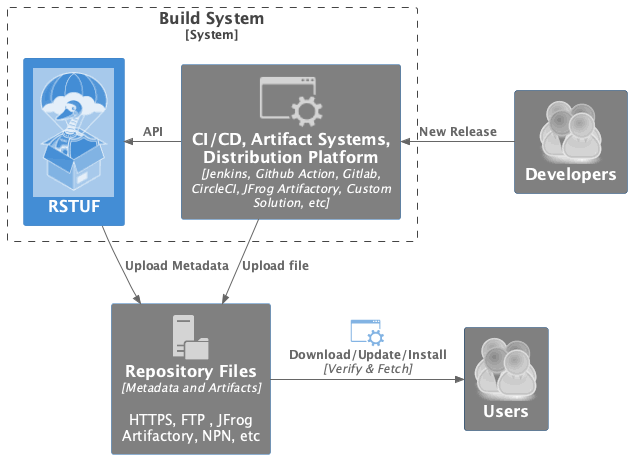 Build System
[System]
RSTUF
API
CI/CD, Artifact Systems,
Distribution Platform
[Jenkins, Github Action, Gitlab,
CircleCI, JFrog Artifactory, Custom
Solution, etc]
New Release
Developers
Upload Metadata
Upload file
Repository Files
[Metadata and Artifacts]
HTTPS, FTP , JFrog
Artifactory, NPN, etc
Download/Update/Install
[Verify & Fetch]
Users